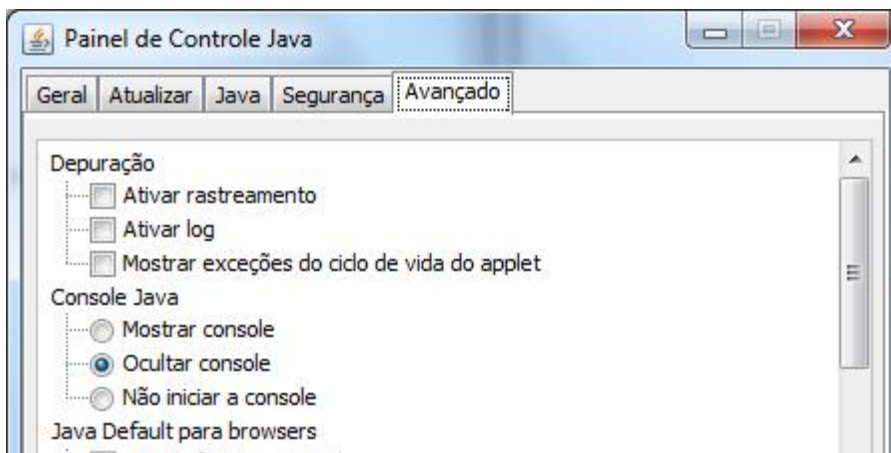 Painel de Controle Java
Geral Atualizar Java Segurança Avançado
Depuração
Ativar rastreamento
Ativar log
Mostrar exceções do ciclo de vida do applet
Console Java
Mostrar console
Ocultar console
Não iniciar a console
Java Default para browsers